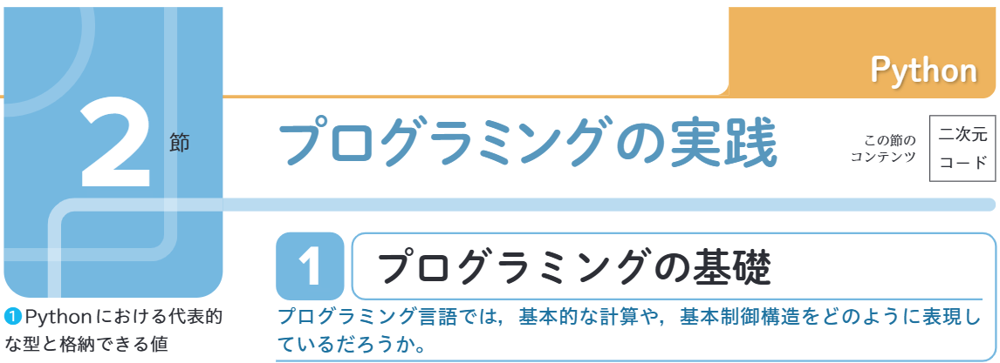 Python
2節
プログラミングの実践
この節の
コンテンツ
二次元
コード
1 プログラミングの基礎
プログラミング言語では，基本的な計算や，基本制御構造をどのように表現し
ているだろうか。
❶Pythonにおける代表的
な型と格納できる値